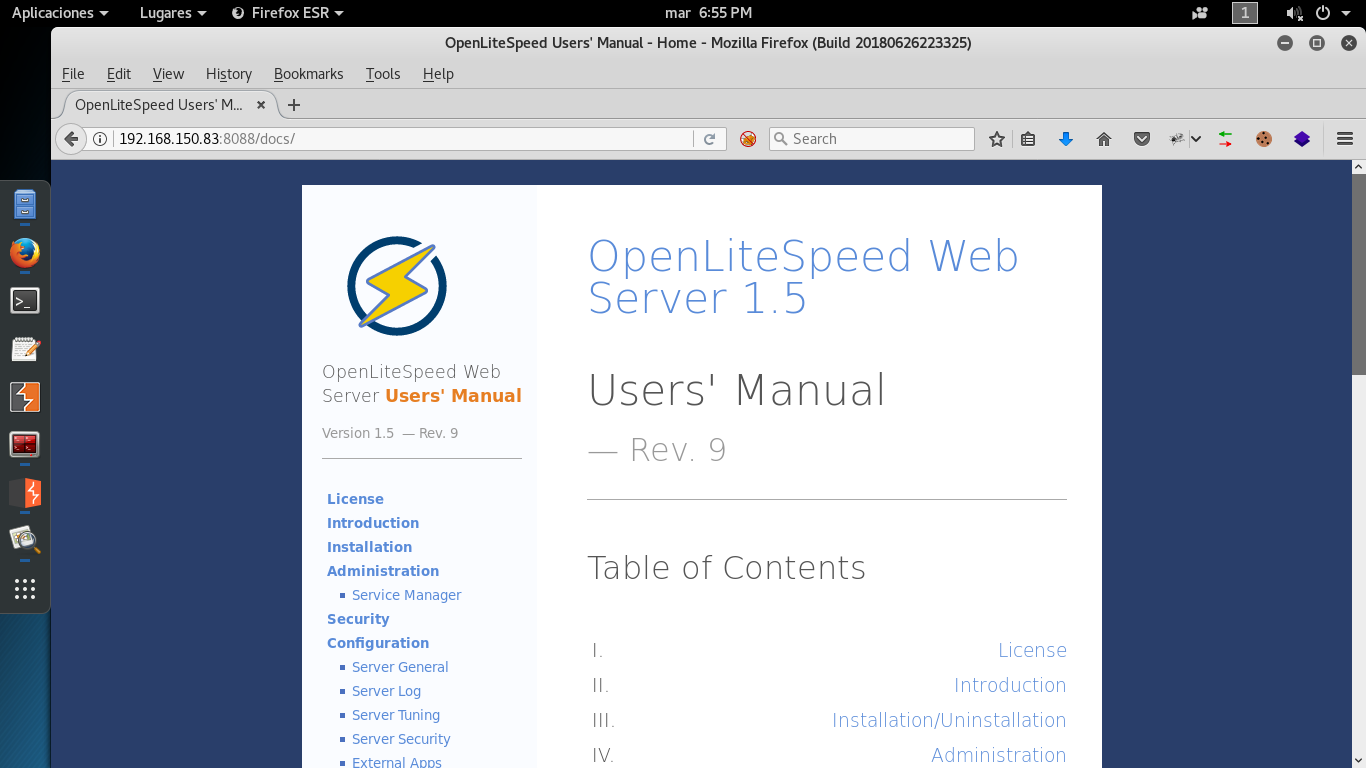 Aplicaciones Lugares Firefox ESR mar 6:55 PM 1
OpenLiteSpeed Users' Manual - Home - Mozilla Firefox (Build 20180626223325)
File Edit View History Bookmarks Tools Help
OpenLiteSpeed Users' M...
192.168.150.83:8088/docs/ Search
OpenLiteSpeed Web
Server Users' Manual
Version 1.5 — Rev. 9
License
Introduction
Installation
Administration
Service Manager
Security
Configuration
Server General
Server Log
Server Tuning
Server Security
External Apps
OpenLiteSpeed Web
Server 1.5
Users' Manual
— Rev. 9
Table of Contents
I. License
II. Introduction
III. Installation/Uninstallation
IV. Administration